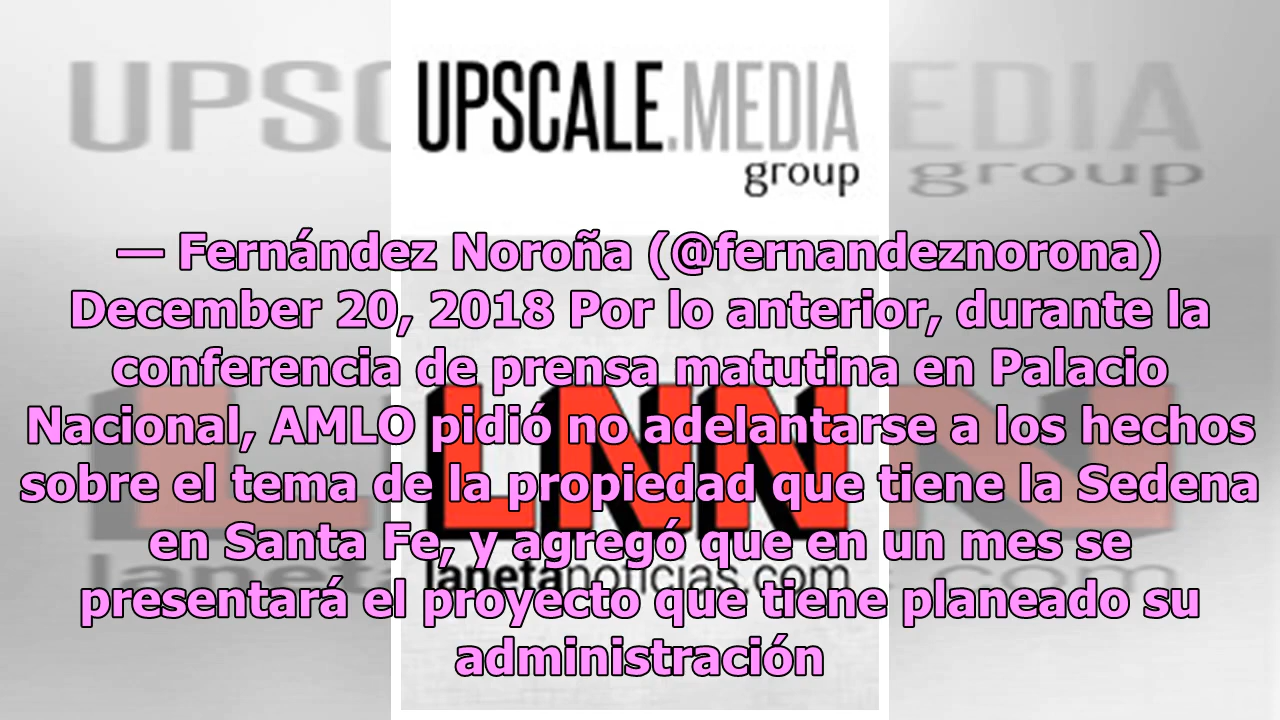 UPSCALE.MEDIA
group
— Fernández Noroña (@fernandeznorona)
December 20, 2018 Por lo anterior, durante la
conferencia de prensa matutina en Palacio
Nacional, AMLO pidió no adelantarse a los hechos
sobre el tema de la propiedad que tiene la Sedena
en Santa Fe, y agregó que en un mes se
presentará el proyecto que tiene planeado su
administración
LNN
lanetanoticias.com